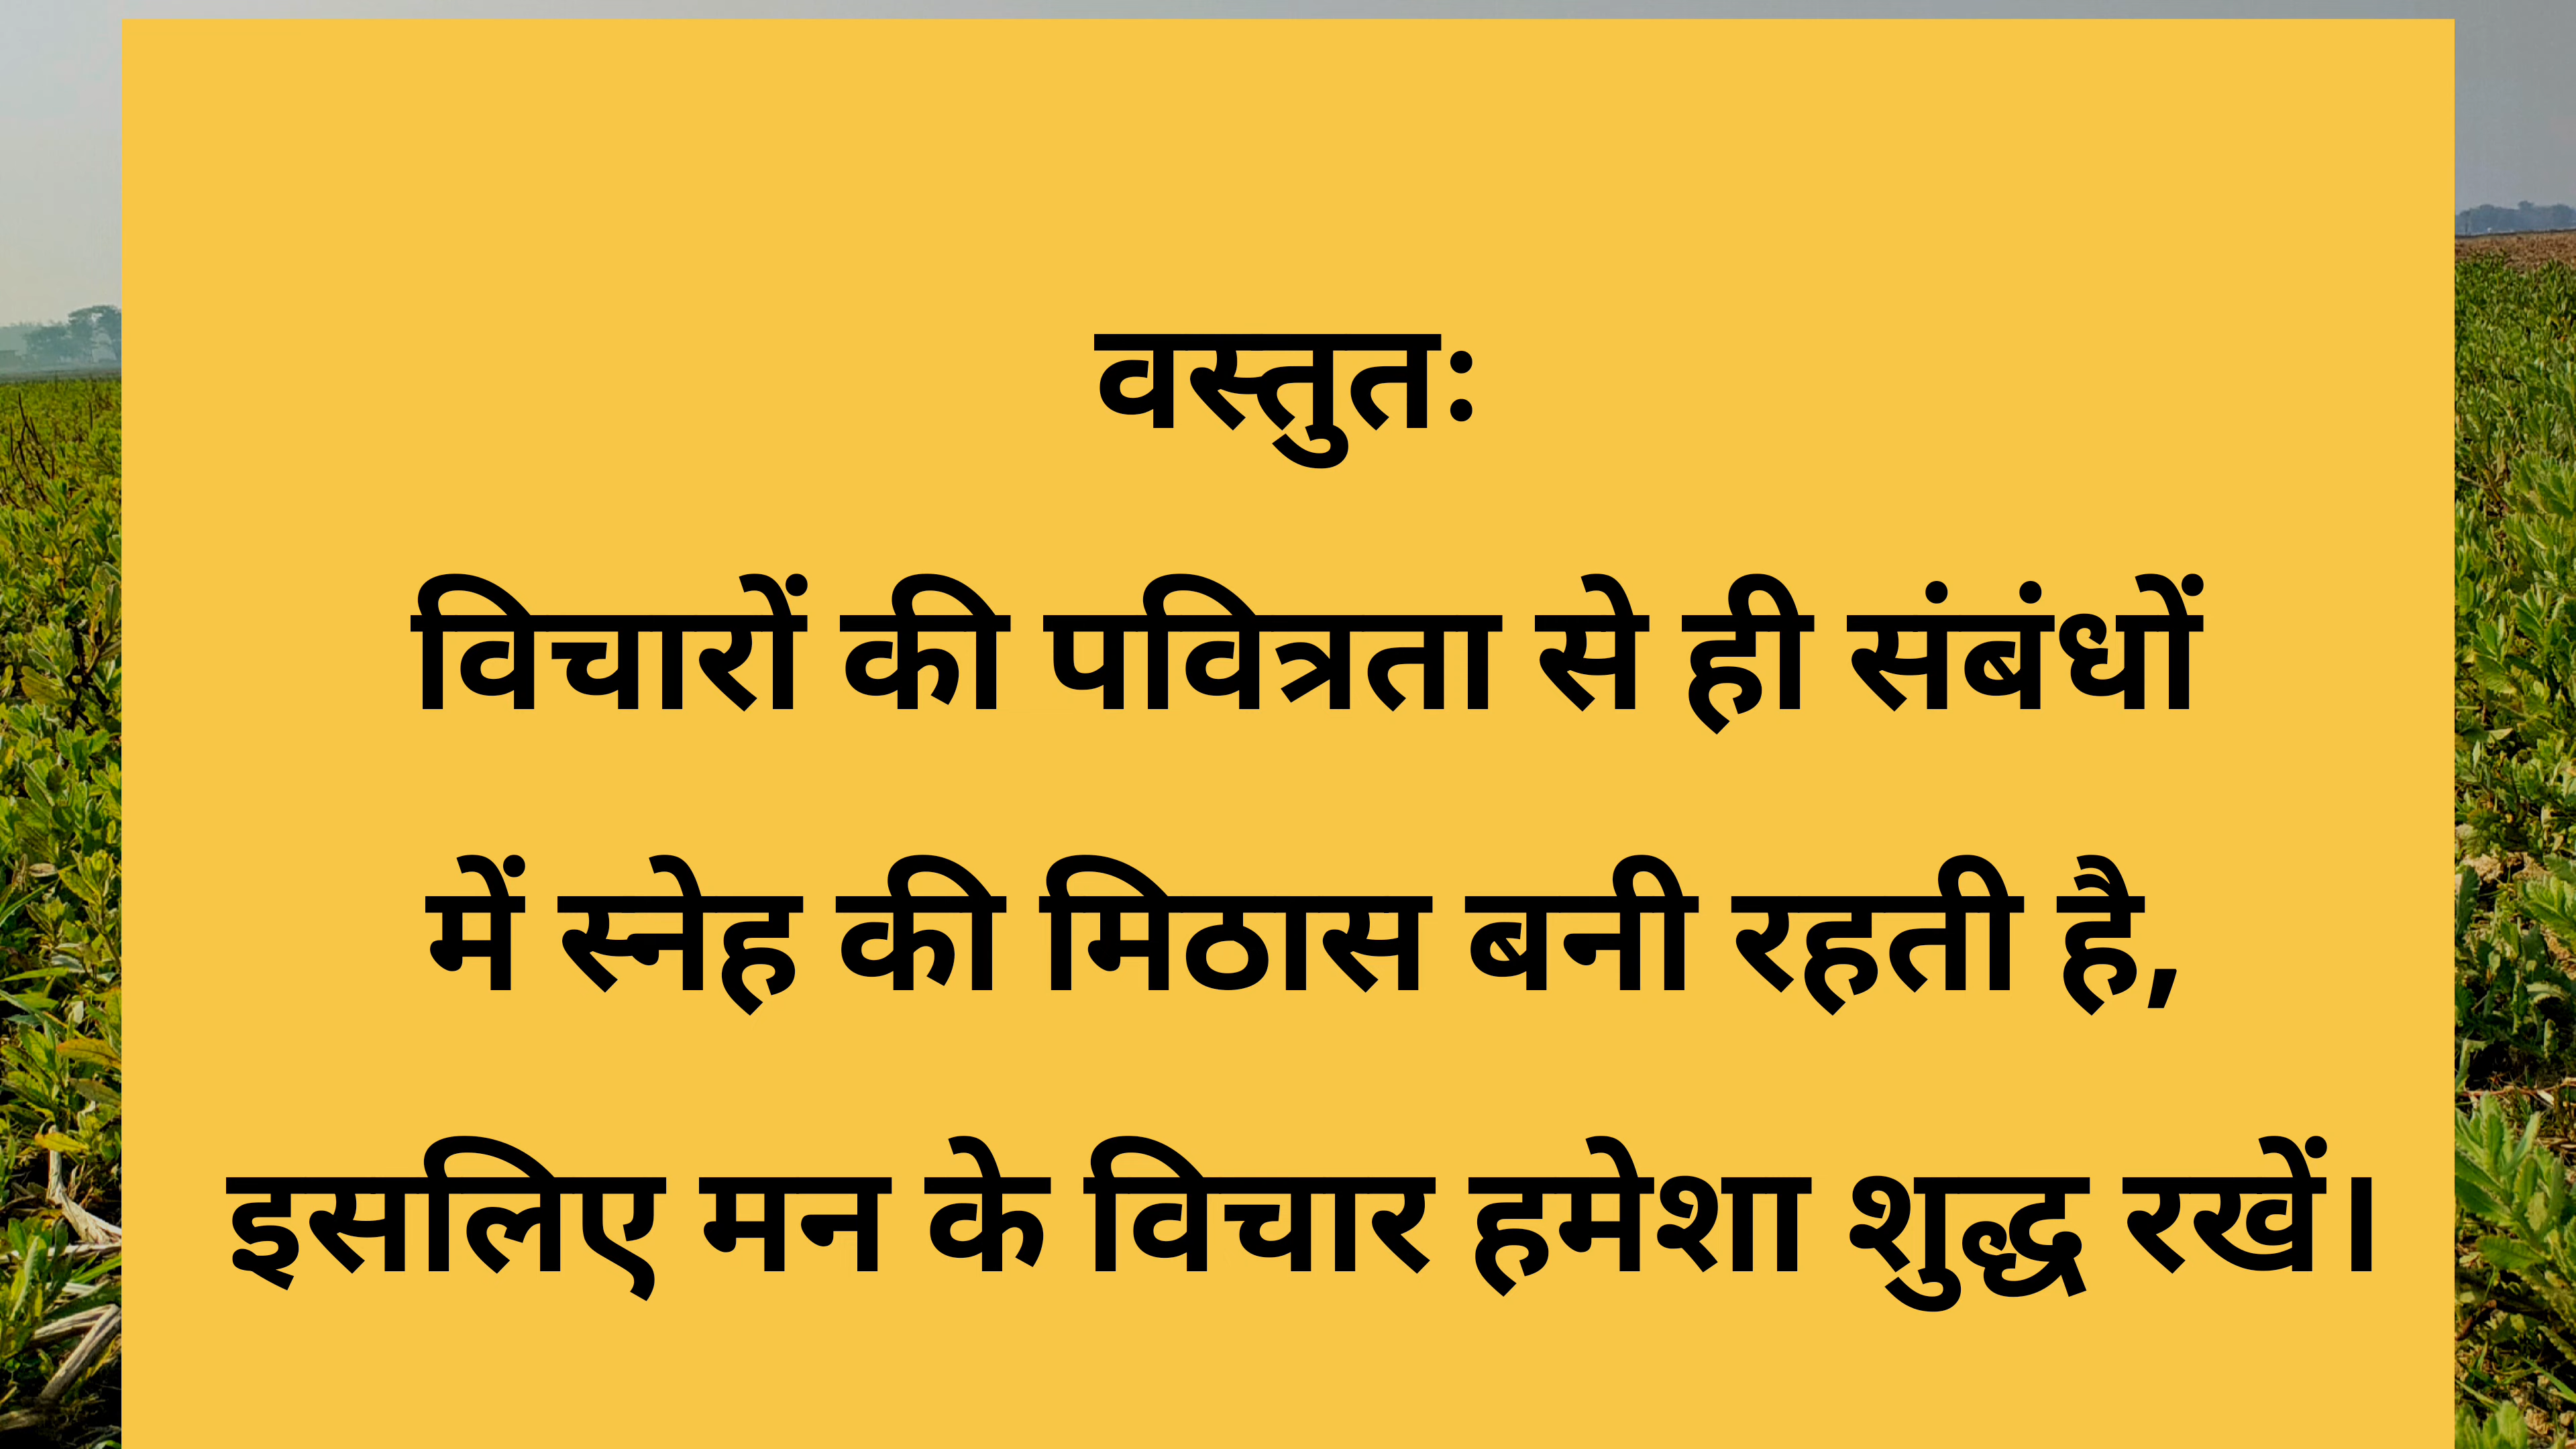 वस्तुतः
विचारों की पवित्रता से ही संबंधों
में स्नेह की मिठास बनी रहती है,
इसलिए मन के विचार हमेशा शुद्ध रखें।